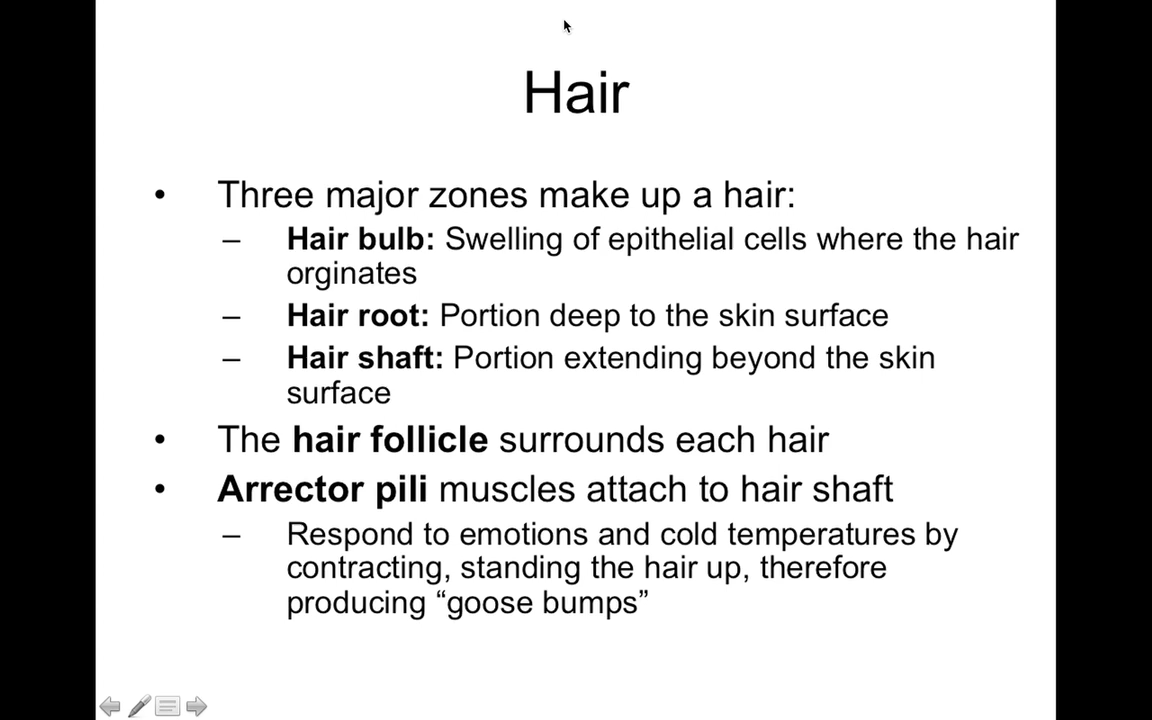 Hair
• Three major zones make up a hair:
– Hair bulb: Swelling of epithelial cells where the hair
orginates
– Hair root: Portion deep to the skin surface
– Hair shaft: Portion extending beyond the skin
surface
• The hair follicle surrounds each hair
• Arrector pili muscles attach to hair shaft
– Respond to emotions and cold temperatures by
contracting, standing the hair up, therefore
producing “goose bumps”